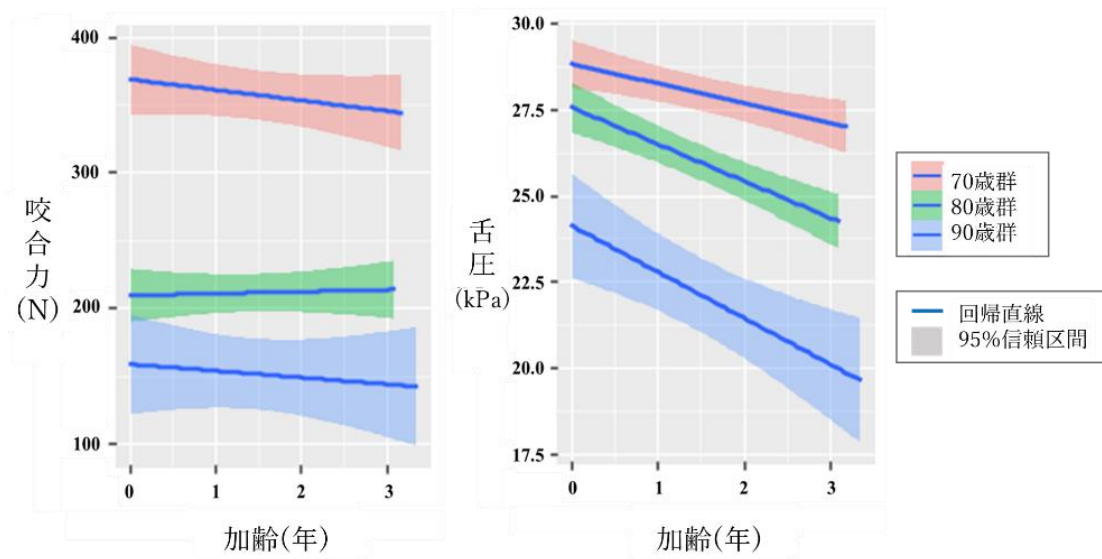 400
300
200
100
咬合力
(N)
0 1 2 3
加齢(年)
30.0
27.5
25.0
22.5
20.0
17.5
舌圧
(kPa)
0 1 2 3
加齢(年)
70歳群
80歳群
90歳群
回帰直線
95%信頼区間